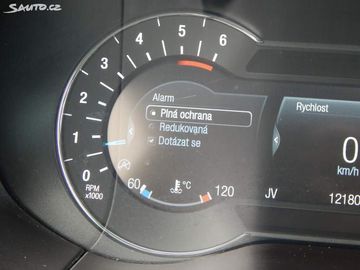 SAUTO.CZ
6
5
4
3
2
1
0
RPM
x1000
Alarm
Plná ochrana
Redukovaná
Dotázat se
60
°C
120
Rychlost
0
km/h
JV
12180